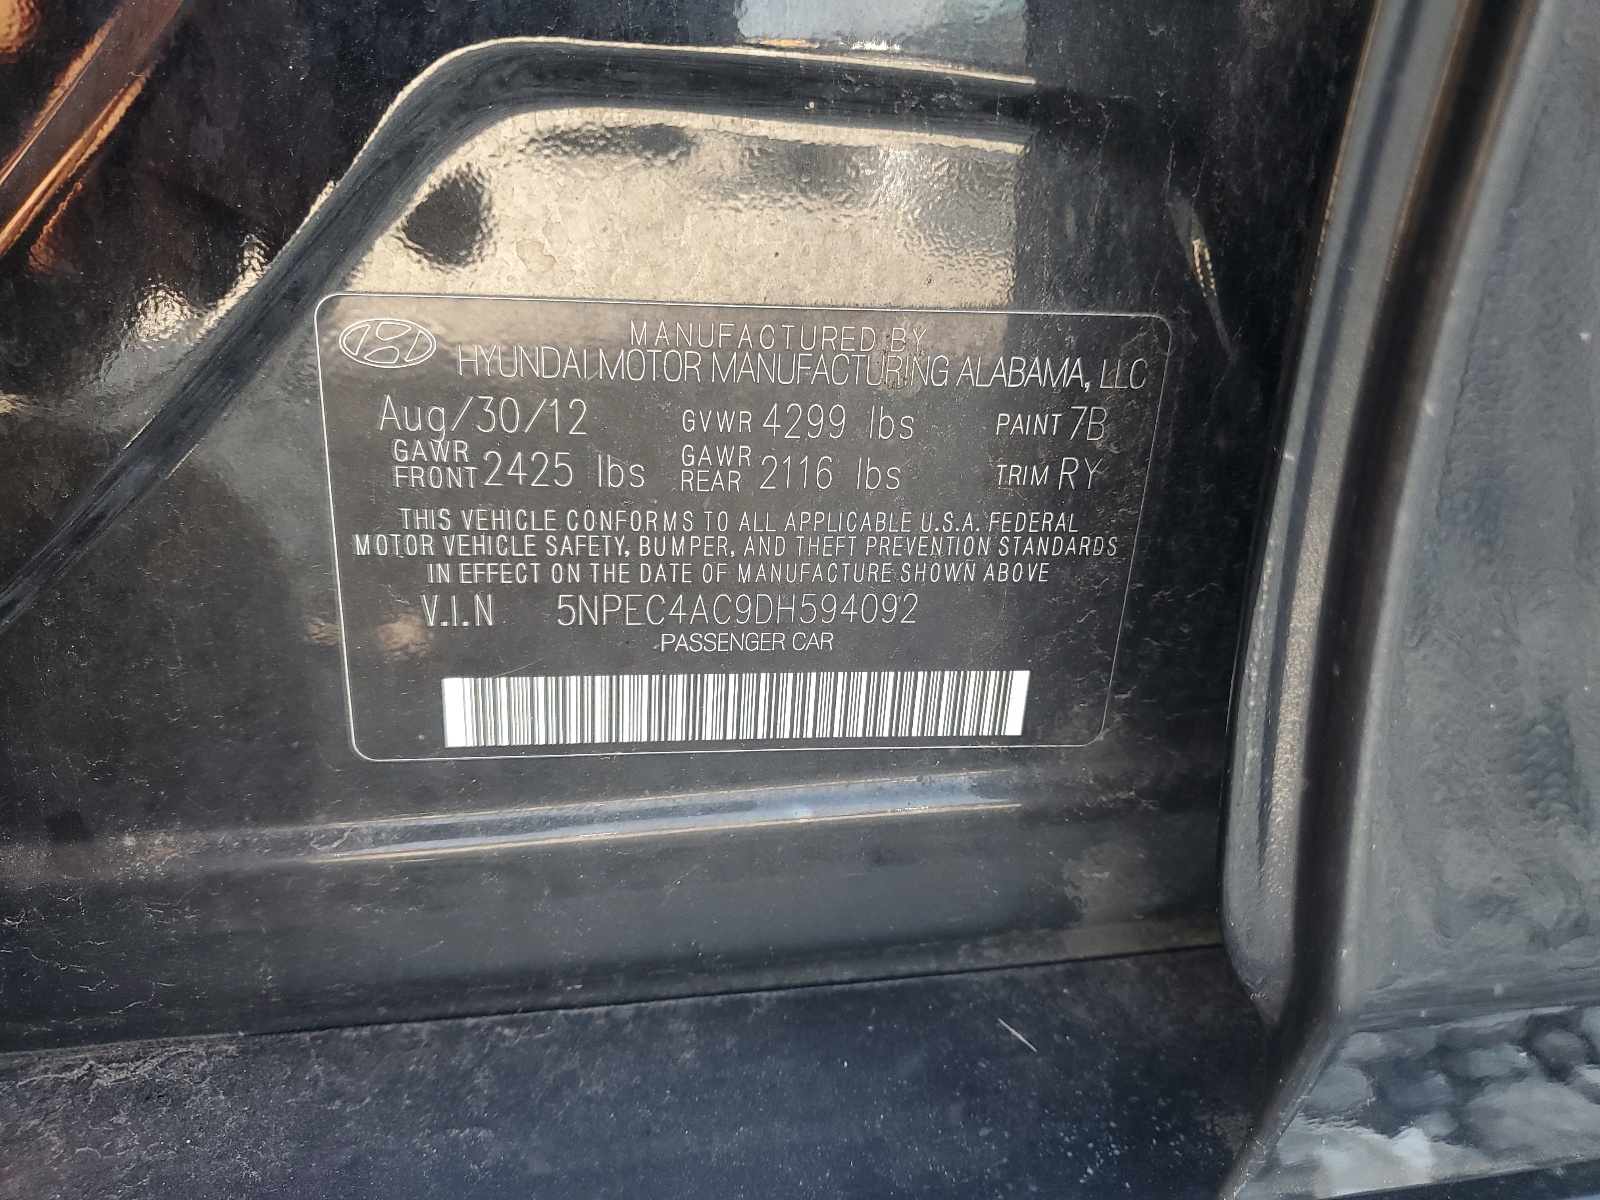 MANUFACTURED BY
HYUNDAI MOTOR MANUFACTURING ALABAMA, LLC
Aug/30/12 GVWR 4299 lbs PAINT 7B
GAWR FRONT 2425 lbs GAWR REAR 2116 lbs TRIM RY
THIS VEHICLE CONFORMS TO ALL APPLICABLE U.S.A. FEDERAL
MOTOR VEHICLE SAFETY, BUMPER, AND THEFT PREVENTION STANDARDS
IN EFFECT ON THE DATE OF MANUFACTURE SHOWN ABOVE
V.I.N 5NPEC4AC9DH594092
PASSENGER CAR